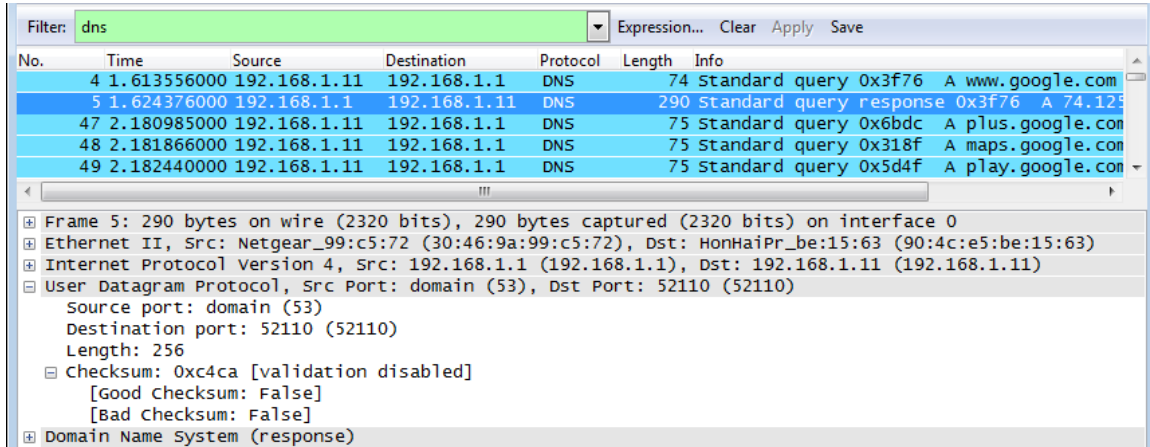 Filter: dns Expression... Clear Apply Save
No. Time Source Destination Protocol Length Info
4 1.613556000 192.168.1.11 192.168.1.1 DNS 74 Standard query 0x3f76 A www.google.com
5 1.624376000 192.168.1.1 192.168.1.11 DNS 290 Standard query response 0x3f76 A 74.125
47 2.180985000 192.168.1.11 192.168.1.1 DNS 75 Standard query 0x6bdc A plus.google.com
48 2.181866000 192.168.1.11 192.168.1.1 DNS 75 Standard query 0x318f A maps.google.com
49 2.182440000 192.168.1.11 192.168.1.1 DNS 75 Standard query 0x5d4f A play.google.com
Frame 5: 290 bytes on wire (2320 bits), 290 bytes captured (2320 bits) on interface 0
Ethernet II, Src: Netgear_99:c5:72 (30:46:9a:99:c5:72), Dst: HonHaiPr_be:15:63 (90:4c:e5:be:15:63)
Internet Protocol Version 4, Src: 192.168.1.1 (192.168.1.1), Dst: 192.168.1.11 (192.168.1.11)
User Datagram Protocol, Src Port: domain (53), Dst Port: 52110 (52110)
Source port: domain (53)
Destination port: 52110 (52110)
Length: 256
Checksum: 0xc4ca [validation disabled]
[Good Checksum: False]
[Bad Checksum: False]
Domain Name System (response)